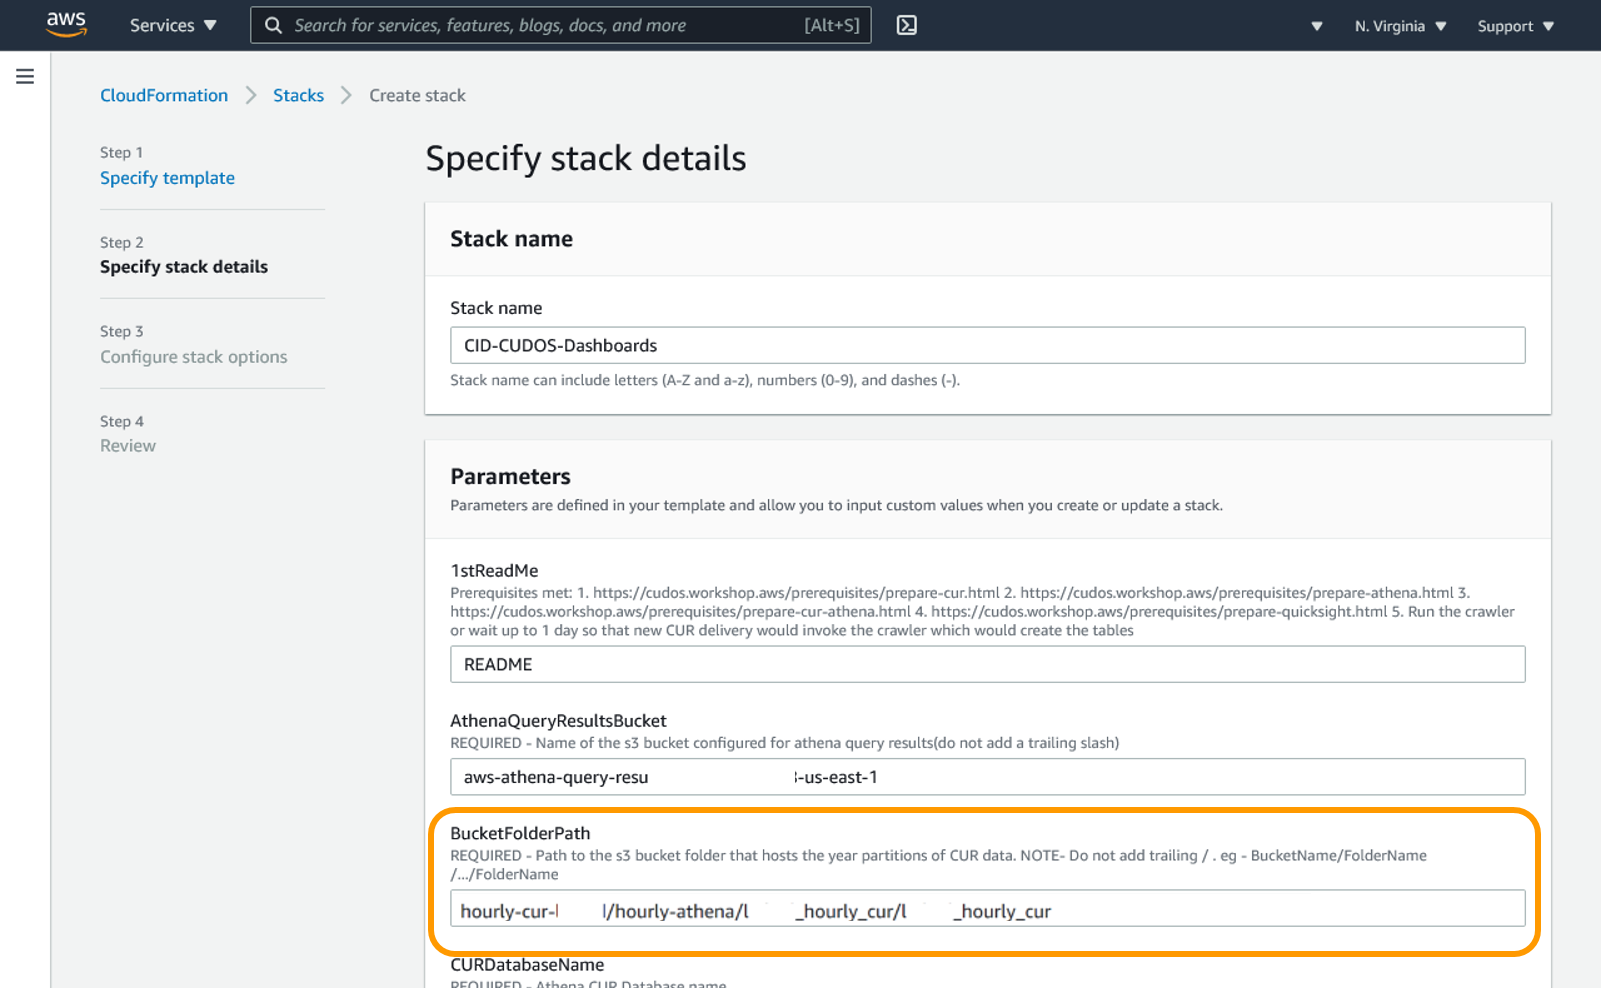 aws Services Search for services, features, blogs, docs, and more [Alt+S] N. Virginia Support
CloudFormation Stacks Create stack
Step 1
Specify template
Step 2
Specify stack details
Step 3
Configure stack options
Step 4
Review
Specify stack details
Stack name
Stack name
CID-CUDOS-Dashboards
Stack name can include letters (A-Z and a-z), numbers (0-9), and dashes (-).
Parameters
Parameters are defined in your template and allow you to input custom values when you create or update a stack.
1stReadMe
Prerequisites met: 1. https://cudos.workshop.aws/prerequisites/prepare-cur.html 2. https://cudos.workshop.aws/prerequisites/prepare-athena.html 3.
https://cudos.workshop.aws/prerequisites/prepare-cur-athena.html 4. https://cudos.workshop.aws/prerequisites/prepare-quicksight.html 5. Run the crawler
or wait up to 1 day so that new CUR delivery would invoke the crawler which would create the tables
README
AthenaQueryResultsBucket
REQUIRED - Name of the s3 bucket configured for athena query results(do not add a trailing slash)
aws-athena-query-resu -us-east-1
BucketFolderPath
REQUIRED - Path to the s3 bucket folder that hosts the year partitions of CUR data. NOTE- Do not add trailing / . eg - BucketName/FolderName
/.../FolderName
hourly-cur- /hourly-athena/l _hourly_cur/l _hourly_cur
CURDatabaseName
REQUIRED - Athena CUR Database name